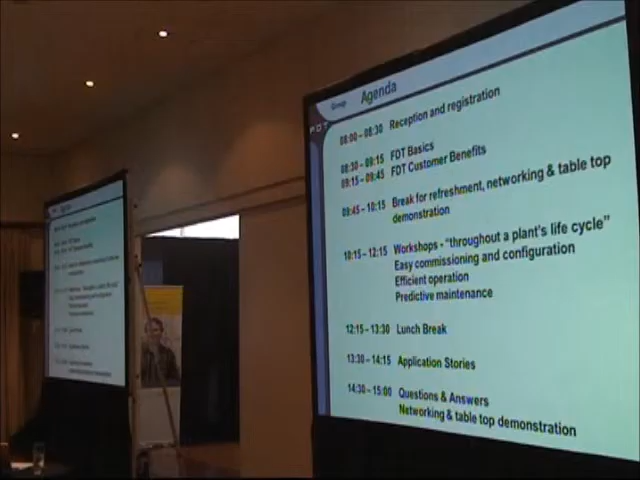 Group Agenda
FDT
08:00 – 08:30 Reception and registration
08:30 – 09:15 FDT Basics
09:15 – 09:45 FDT Customer Benefits
09:45 – 10:15 Break for refreshment, networking & table top
demonstration
10:15 – 12:15 Workshops - "throughout a plant's life cycle"
Easy commissioning and configuration
Efficient operation
Predictive maintenance
12:15 – 13:30 Lunch Break
13:30 – 14:15 Application Stories
14:30 – 15:00 Questions & Answers
Networking & table top demonstration